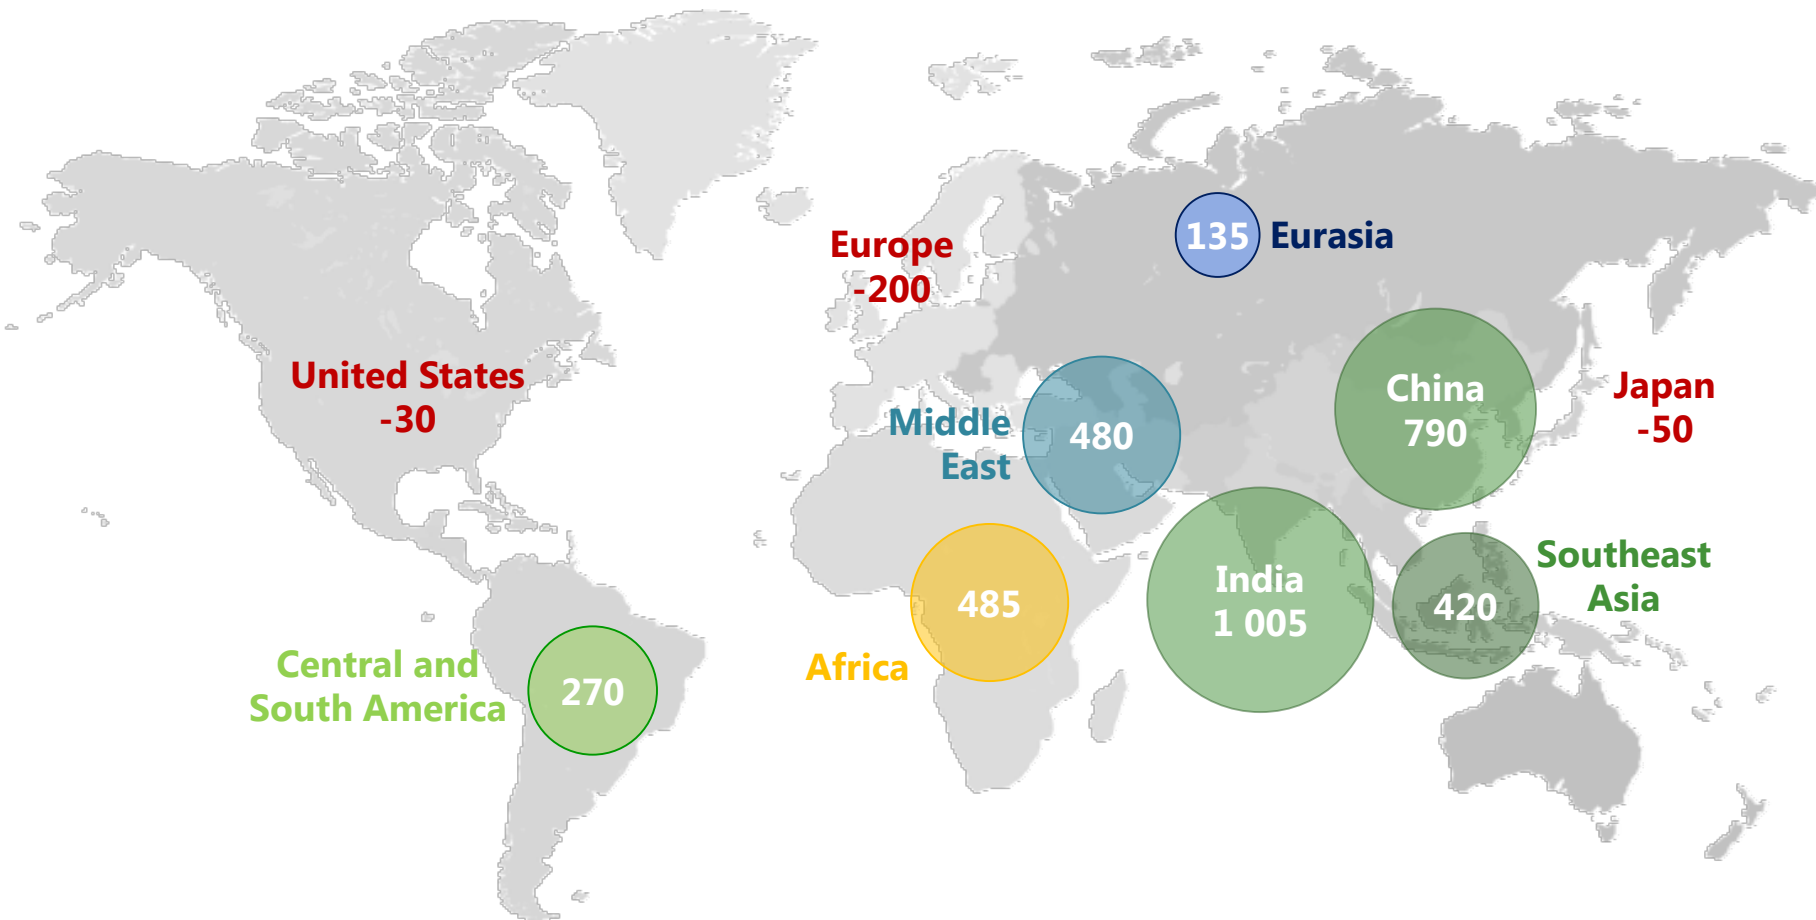 135 Eurasia
Europe
-200
United States
-30
China
790
Japan
-50
Middle
East
480
Southeast
Asia
420
India
1 005
485
Africa
Central and
South America
270